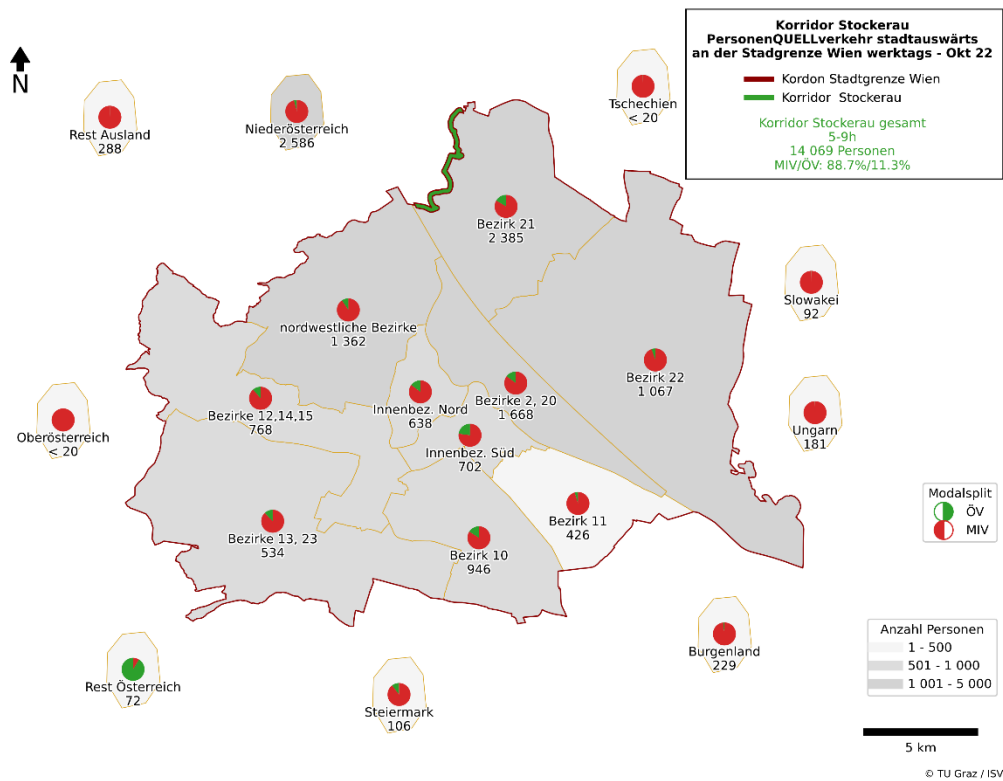 Korridor Stockerau
PersonenQUELLverkehr stadtauswärts
an der Stadgrenze Wien werktags - Okt 22
Kordon Stadtgrenze Wien
Korridor Stockerau
Korridor Stockerau gesamt
5-9h
14 069 Personen
MIV/ÖV: 88.7%/11.3%
N
Rest Ausland
288
Niederösterreich
2 586
Tschechien
< 20
Bezirk 21
2 385
Slowakei
92
nordwestliche Bezirke
1 362
Bezirk 22
1 067
Bezirke 12,14,15
768
Innenbez. Nord
638
Bezirke 2, 20
1 668
Oberösterreich
< 20
Ungarn
181
Innenbez. Süd
702
Bezirk 11
426
Bezirke 13, 23
534
Bezirk 10
946
Modalsplit
ÖV
MIV
Burgenland
229
Rest Österreich
72
Steiermark
106
Anzahl Personen
1 - 500
501 - 1 000
1 001 - 5 000
5 km
© TU Graz / ISV